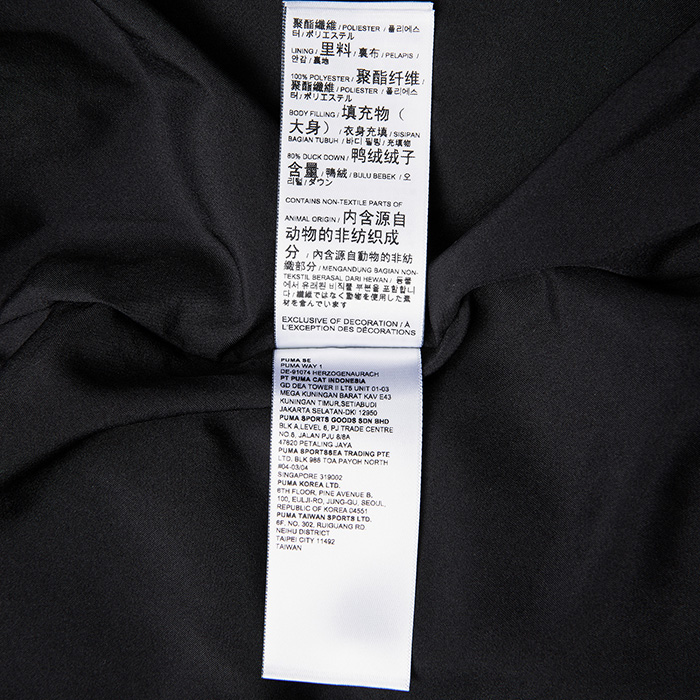 聚酯纖維 / POLIESTER / 폴리에스
터 / ポリエステル
LINING / 里料 / 裏布 / PELAPIS /
안감 / 裏地
100% POLYESTER / 聚酯纤维 /
聚酯纖維 / POLIESTER / 폴리에스
터 / ポリエステル
BODY FILLING / 填充物（
大身） / 衣身充填 / SISIPAN
BAGIAN TUBUH / 바디 필링 / 充填物
80% DUCK DOWN / 鸭绒绒子
含量 / 鴨絨 / BULU BEBEK / 오
리털 / ダウン
CONTAINS NON-TEXTILE PARTS OF
ANIMAL ORIGIN / 内含源自
动物的非纺织成
分 / 內含源自動物的非紡
織部分 / MENGANDUNG BAGIAN NON-
TEKSTIL BERASAL DARI HEWAN / 동물
에서 유래된 비직물 부분을 포함합니
다 / 繊維ではなく動物を使用した素
材を含んでいます
EXCLUSIVE OF DECORATION / À
L'EXCEPTION DES DÉCORATIONS
PUMA SE
PUMA WAY 1
DE-91074 HERZOGENAURACH
PT PUMA CAT INDONESIA
GD DEA TOWER II LT5 UNIT 01-03
MEGA KUNINGAN BARAT KAV E43
KUNINGAN TIMUR,SETIABUDI
JAKARTA SELATAN-DKI 12950
PUMA SPORTS GOODS SDN BHD
BLK A,LEVEL 6, PJ TRADE CENTRE
NO.8, JALAN PJU 8/8A
47820 PETALING JAYA
PUMA SPORTSSEA TRADING PTE
LTD, BLK 985 TOA PAYOH NORTH
#04-03/04
SINGAPORE 319002
PUMA KOREA LTD.
6TH FLOOR, PINE AVENUE B,
100, EULJI-RO, JUNG-GU, SEOUL,
REPUBLIC OF KOREA 04551
PUMA TAIWAN SPORTS LTD.
6F, NO. 302, RUIGUANG RD
NEIHU DISTRICT
TAIPEI CITY 11492
TAIWAN